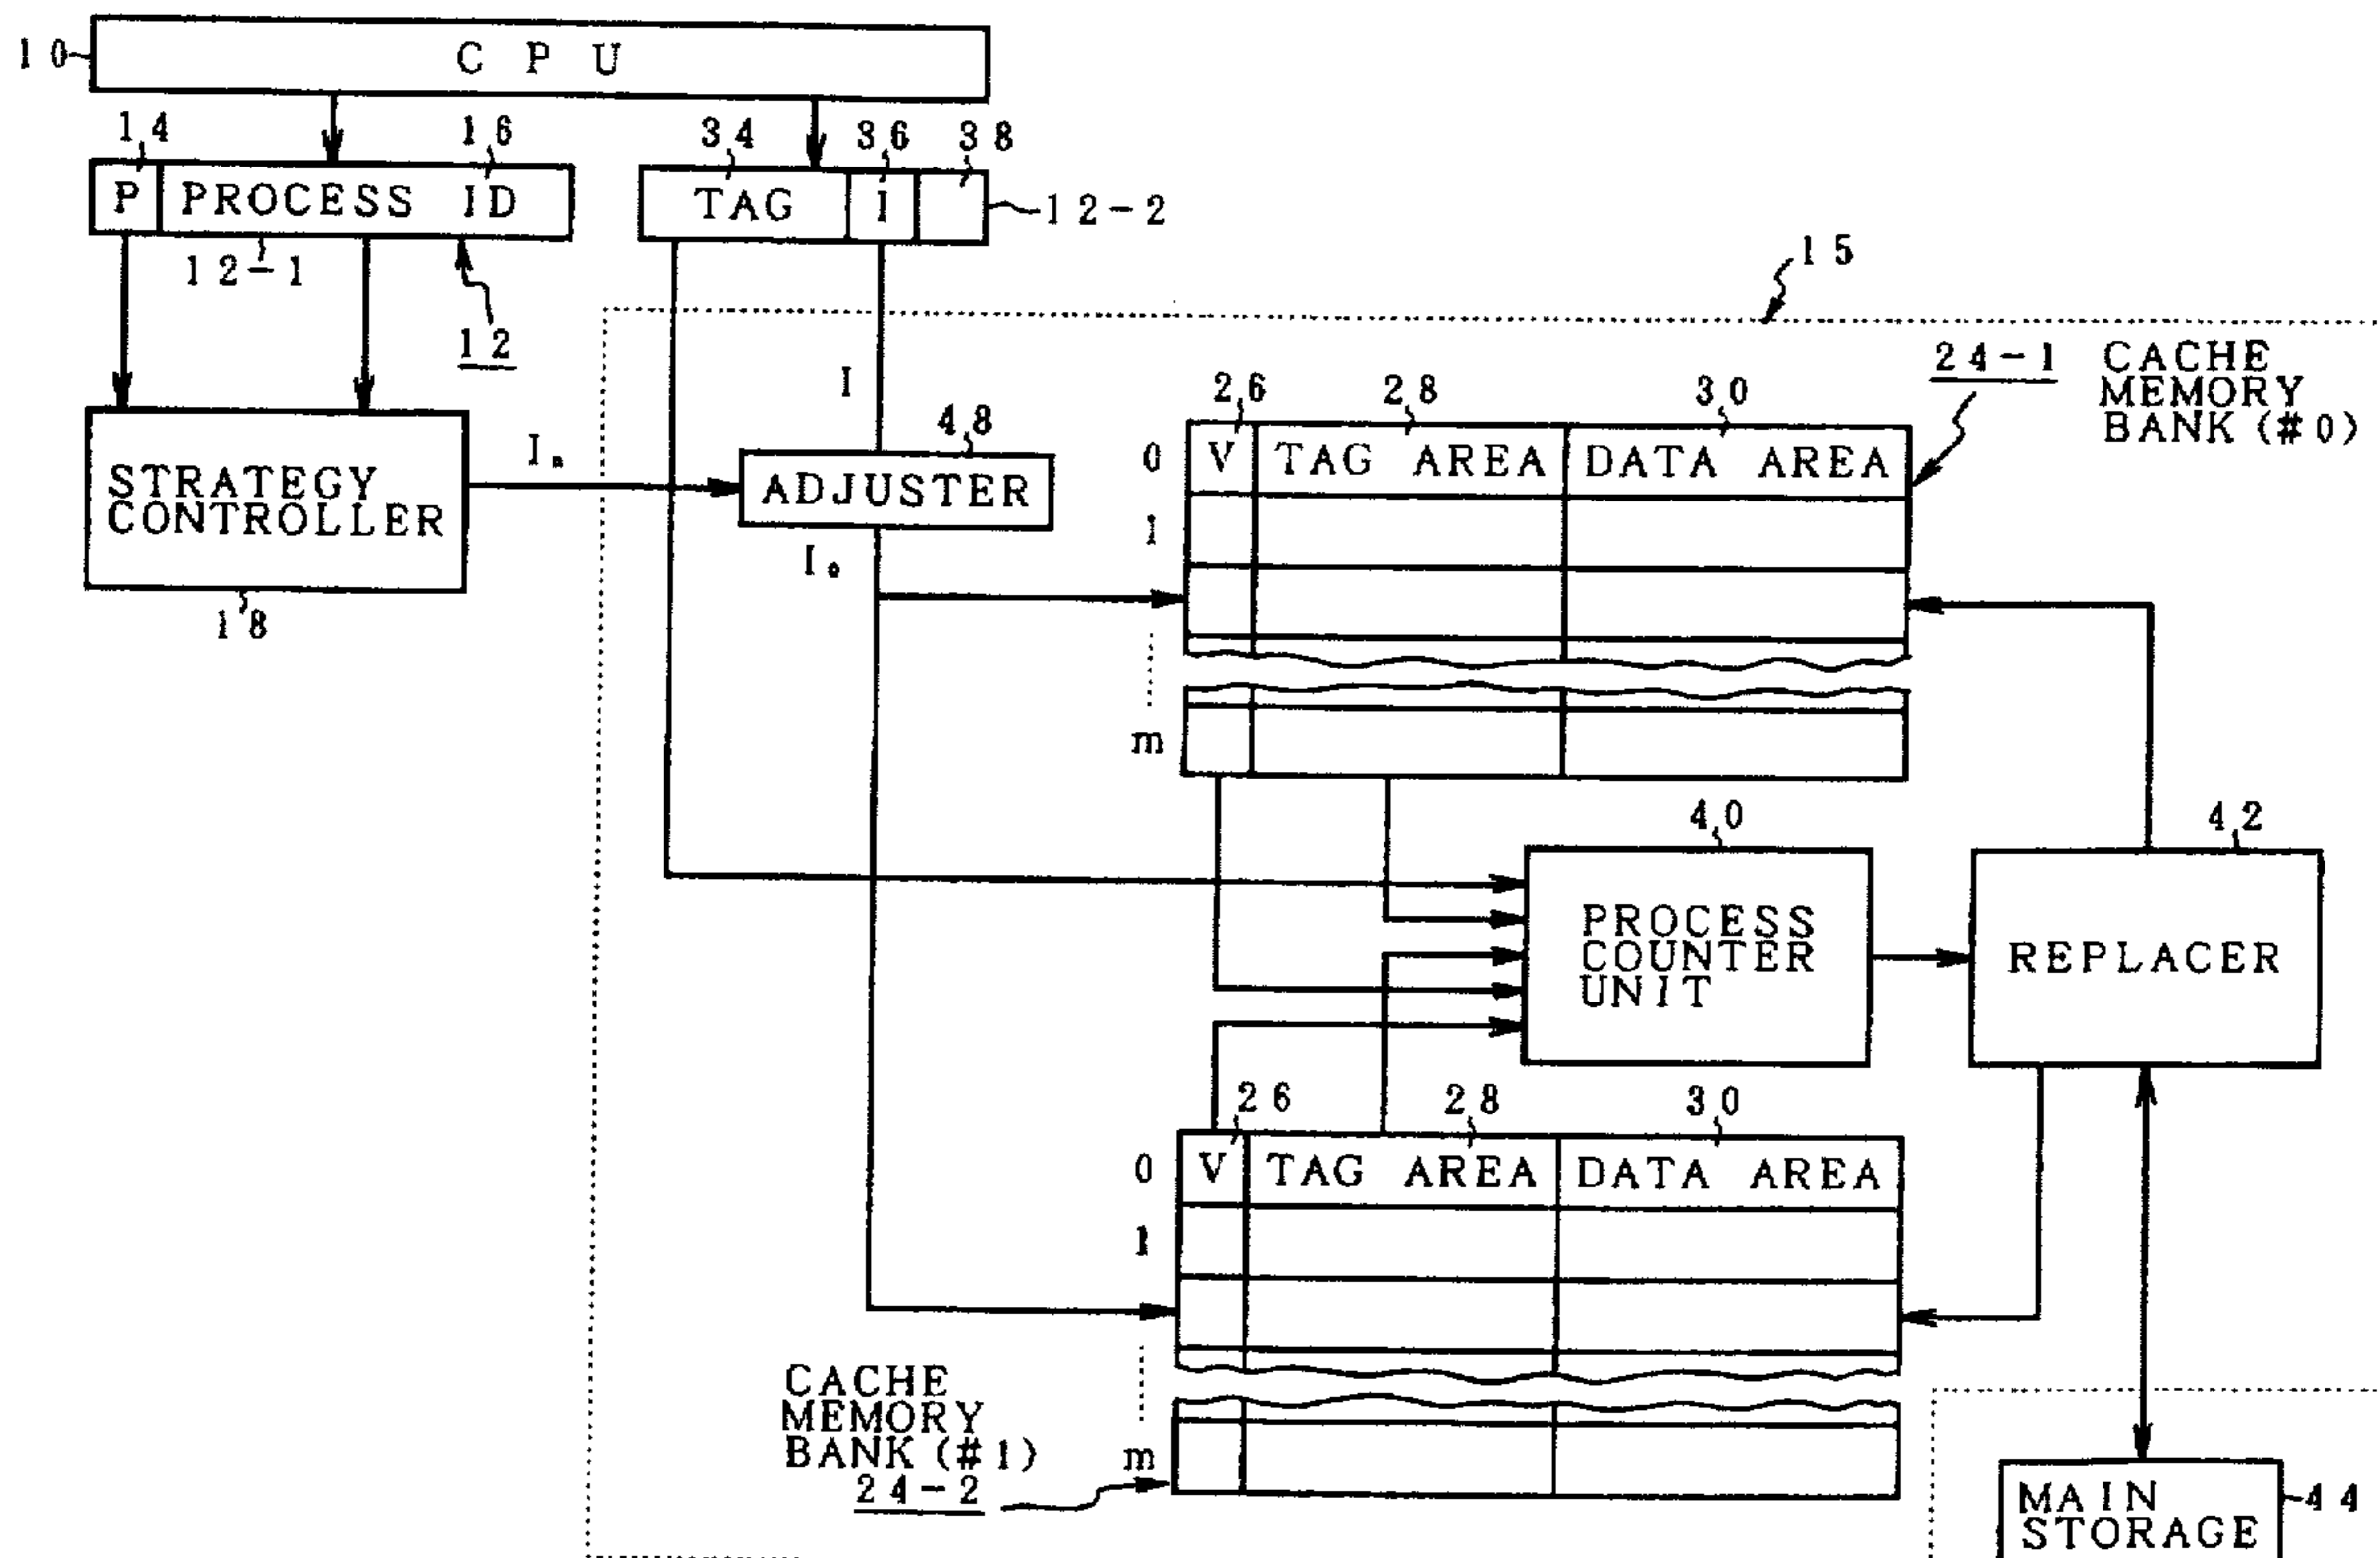 10
CPU
14
16
34
36
38
P
PROCESS ID
TAG
I
12-2
12-1
12
15
I
24-1
CACHE
MEMORY
BANK (#0)
26
28
30
48
0
V
TAG AREA
DATA AREA
STRATEGY
CONTROLLER
ADJUSTER
1
18
m
40
42
PROCESS
COUNTER
UNIT
REPLACER
26
28
30
0
V
TAG AREA
DATA AREA
1
CACHE
MEMORY
BANK (#1)
24-2
m
MAIN
STORAGE
44